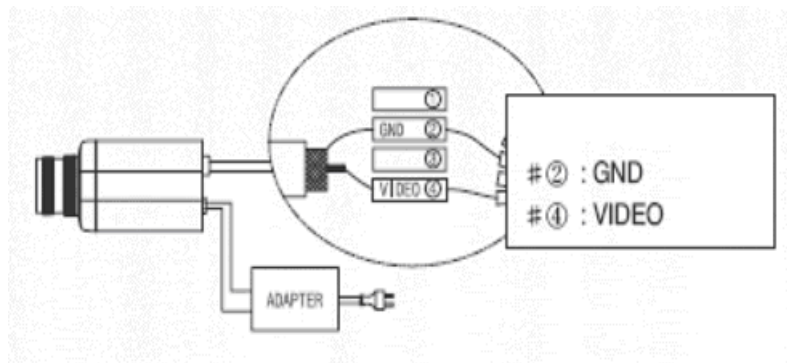 ①
GND ②
③
VIDEO ④
#② : GND
#④ : VIDEO
ADAPTER